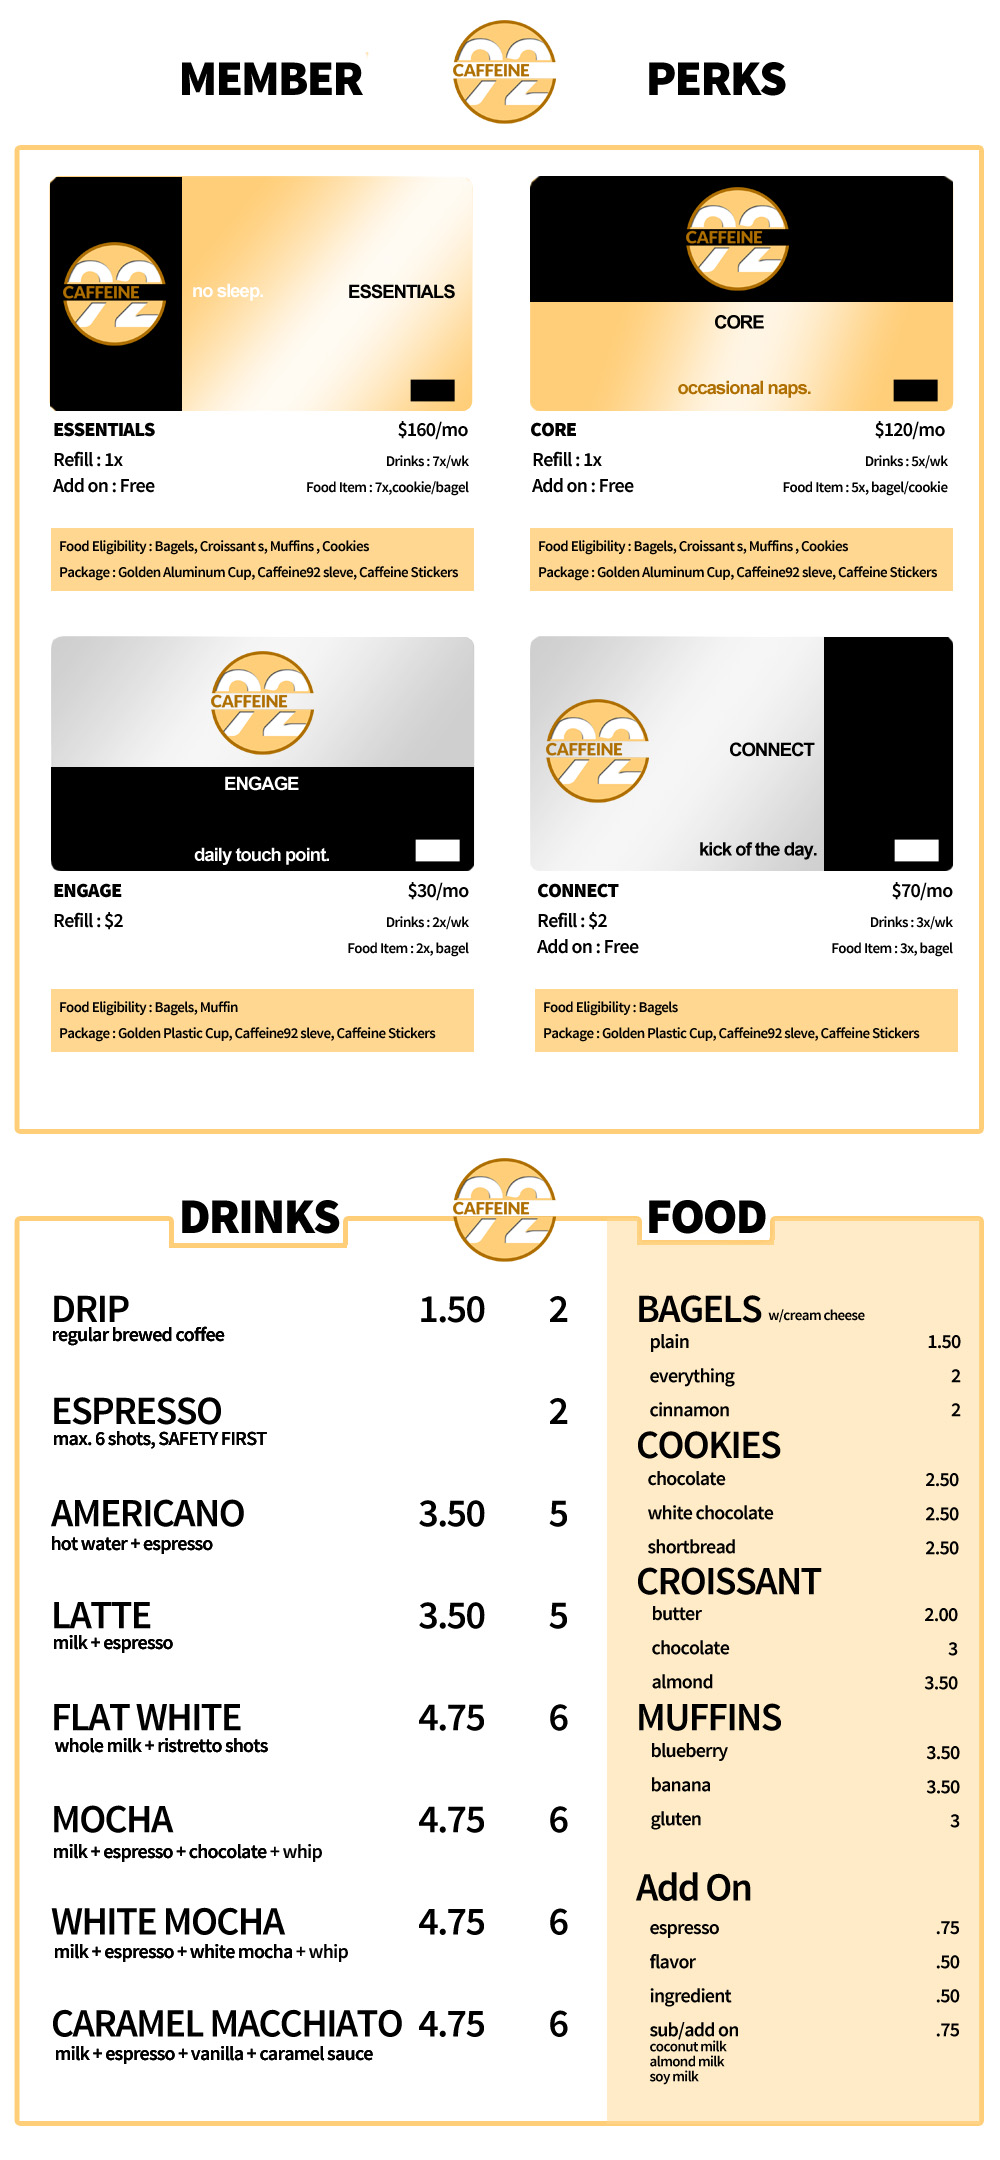 MEMBER
92
CAFFEINE
PERKS
92
CAFFEINE
no sleep.
ESSENTIALS
92
CAFFEINE
CORE
occasional naps.
ESSENTIALS $160/mo
Refill : 1x Drinks : 7x/wk
Add on : Free Food Item : 7x,cookie/bagel
Food Eligibility : Bagels, Croissant s, Muffins , Cookies
Package : Golden Aluminum Cup, Caffeine92 sleve, Caffeine Stickers
CORE $120/mo
Refill : 1x Drinks : 5x/wk
Add on : Free Food Item : 5x, bagel/cookie
Food Eligibility : Bagels, Croissant s, Muffins , Cookies
Package : Golden Aluminum Cup, Caffeine92 sleve, Caffeine Stickers
92
CAFFEINE
ENGAGE
daily touch point.
92
CAFFEINE
CONNECT
kick of the day.
ENGAGE $30/mo
Refill : $2 Drinks : 2x/wk
Food Item : 2x, bagel
Food Eligibility : Bagels, Muffin
Package : Golden Plastic Cup, Caffeine92 sleve, Caffeine Stickers
CONNECT $70/mo
Refill : $2 Drinks : 3x/wk
Add on : Free Food Item : 3x, bagel
Food Eligibility : Bagels
Package : Golden Plastic Cup, Caffeine92 sleve, Caffeine Stickers
DRINKS
92
CAFFEINE
DRIP 1.50 2
regular brewed coffee
ESPRESSO 2
max. 6 shots, SAFETY FIRST
AMERICANO 3.50 5
hot water + espresso
LATTE 3.50 5
milk + espresso
FLAT WHITE 4.75 6
whole milk + ristretto shots
MOCHA 4.75 6
milk + espresso + chocolate + whip
WHITE MOCHA 4.75 6
milk + espresso + white mocha + whip
CARAMEL MACCHIATO 4.75 6
milk + espresso + vanilla + caramel sauce
FOOD
BAGELS w/cream cheese
plain 1.50
everything 2
cinnamon 2
COOKIES
chocolate 2.50
white chocolate 2.50
shortbread 2.50
CROISSANT
butter 2.00
chocolate 3
almond 3.50
MUFFINS
blueberry 3.50
banana 3.50
gluten 3
Add On
espresso .75
flavor .50
ingredient .50
sub/add on .75
coconut milk
almond milk
soy milk